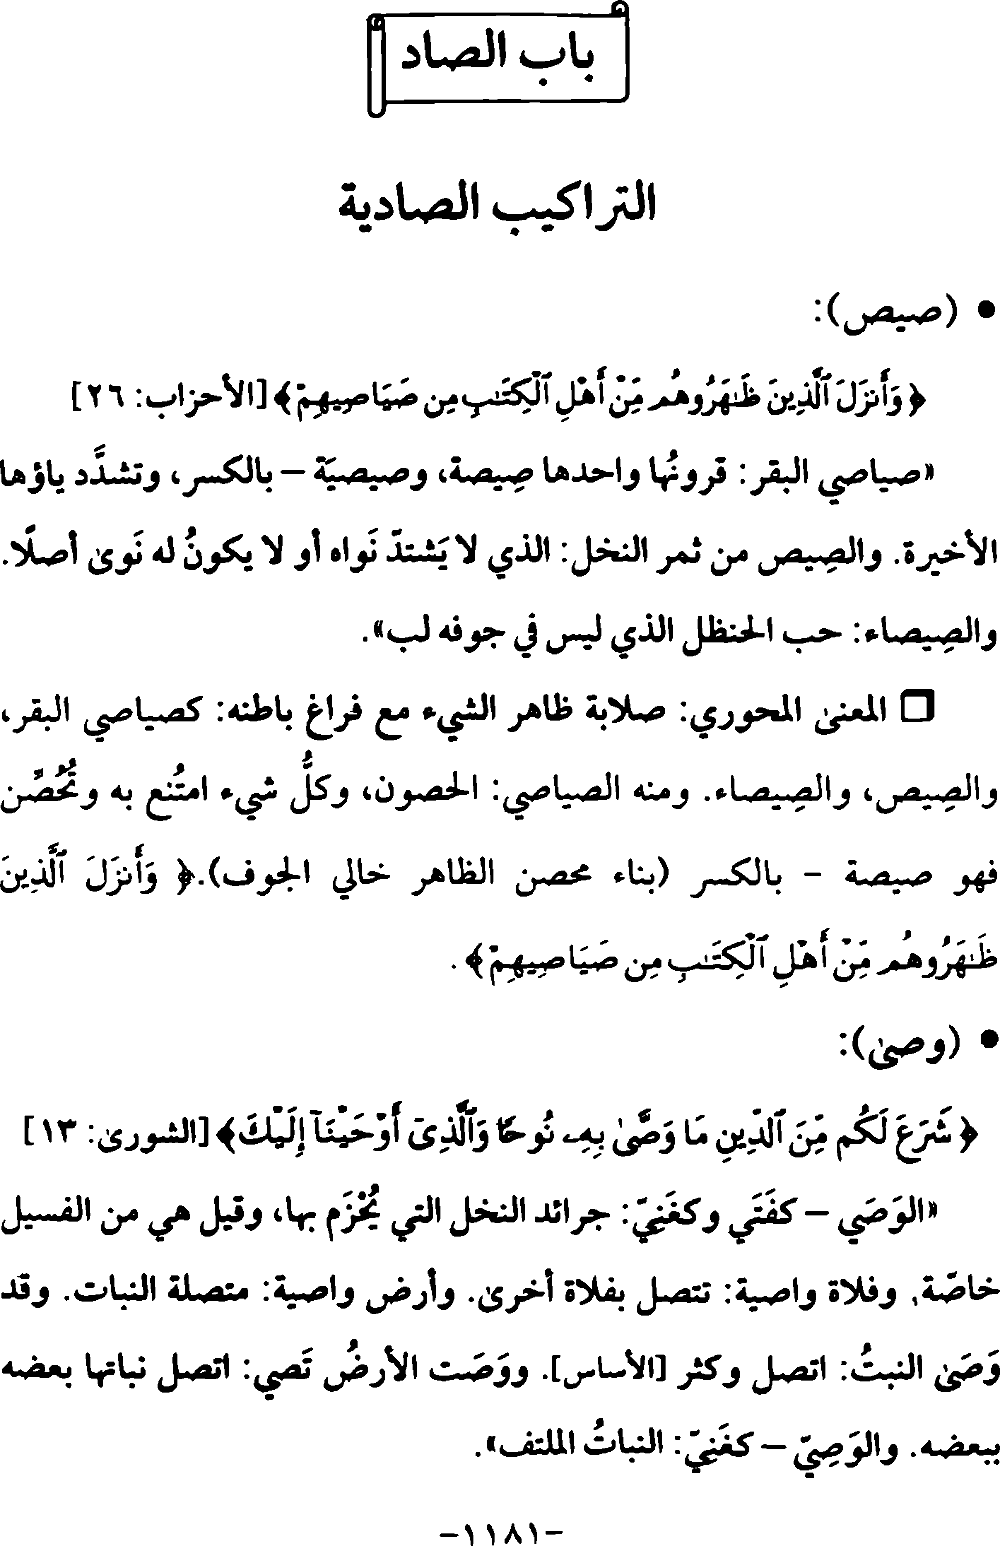 باب الصاد
التراكيب الصادية
• (صيص):
﴿وَأَنزَلَ ٱلَّذِينَ ظَٰهَرُوهُم مِّنْ أَهْلِ ٱلْكِتَٰبِ مِن صَيَاصِيهِمْ﴾ [الأحزاب: ٢٦]
«صياصي البقر: قرونُها واحدها صِيصة، وصيصيَة – بالكسر، وتشدَّد ياؤها
الأخيرة. والصِيص من ثمر النخل: الذي لا يَشتدّ نَواه أو لا يكونُ له نَوىٰ أصلًا.
والصِيصاء: حب الحنظل الذي ليس في جوفه لب».
❒ المعنىٰ المحوري: صلابة ظاهر الشيء مع فراغ باطنه: كصياصي البقر،
والصِيص، والصِيصاء. ومنه الصياصي: الحصون، وكلُّ شيء امتُنع به وتُحُصِّن
فهو صيصة – بالكسر (بناء محصن الظاهر خالي الجوف). ﴿وَأَنزَلَ ٱلَّذِينَ
ظَٰهَرُوهُم مِّنْ أَهْلِ ٱلْكِتَٰبِ مِن صَيَاصِيهِمْ﴾ .
• (وصىٰ):
﴿شَرَعَ لَكُم مِّنَ ٱلدِّينِ مَا وَصَّىٰ بِهِۦ نُوحًا وَٱلَّذِىٓ أَوْحَيْنَآ إِلَيْكَ﴾ [الشورىٰ: ١٣]
«الوَصَي – كفَتَي وكغَنِيّ: جرائد النخل التي يُحْزَم بها، وقيل هي من الفسيل
خاصّة، وفلاة واصية: تتصل بفلاة أخرىٰ. وأرض واصية: متصلة النبات. وقد
وَصَىٰ النبتُ: اتصل وكثر [الأساس]. ووَصَت الأرضُ تَصي: اتصل نباتها بعضه
ببعضه. والوَصِيّ – كغَنِيّ: النباتُ الملتف».
-١١٨١-